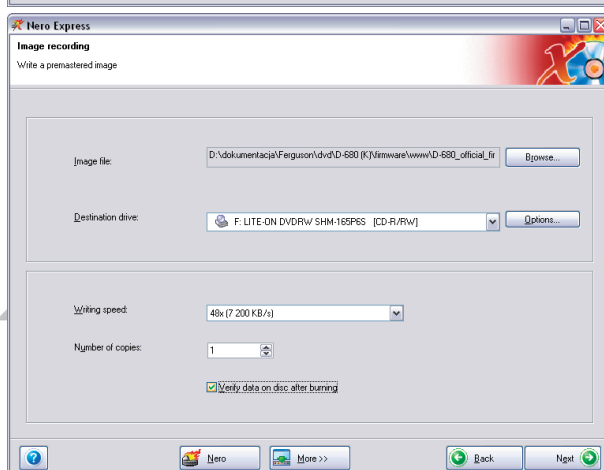 Nero Express
Image recording
Write a premastered image
Image file:
D:\dokumentacja\Ferguson\dvd\D-680 (K)\firmware\www\D-680_official_fir
Browse...
Destination drive:
F: LITE-ON DVDRW SHM-165P6S [CD-R/RW]
Options...
Writing speed:
48x (7 200 KB/s)
Number of copies:
1
Verify data on disc after burning
?
Nero
More >>
Back
Next